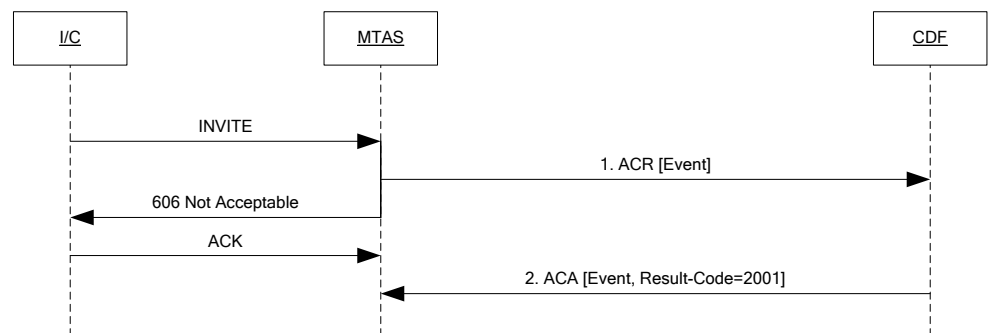 I/C
MTAS
CDF
INVITE
1. ACR [Event]
606 Not Acceptable
ACK
2. ACA [Event, Result-Code=2001]